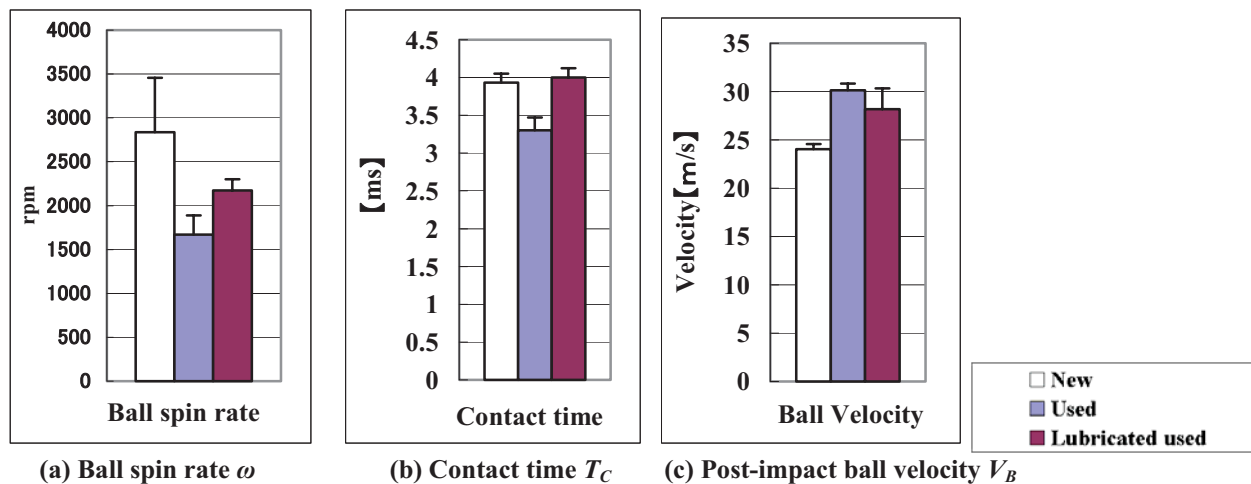 4000
3500
3000
2500
2000
1500
1000
500
0
rpm
Ball spin rate
4.5
4
3.5
3
2.5
2
1.5
1
0.5
0
【ms】
Contact time
35
30
25
20
15
10
5
0
Velocity【m/s】
Ball Velocity
New
Used
Lubricated used
(a) Ball spin rate ω
(b) Contact time T_C
(c) Post-impact ball velocity V_B